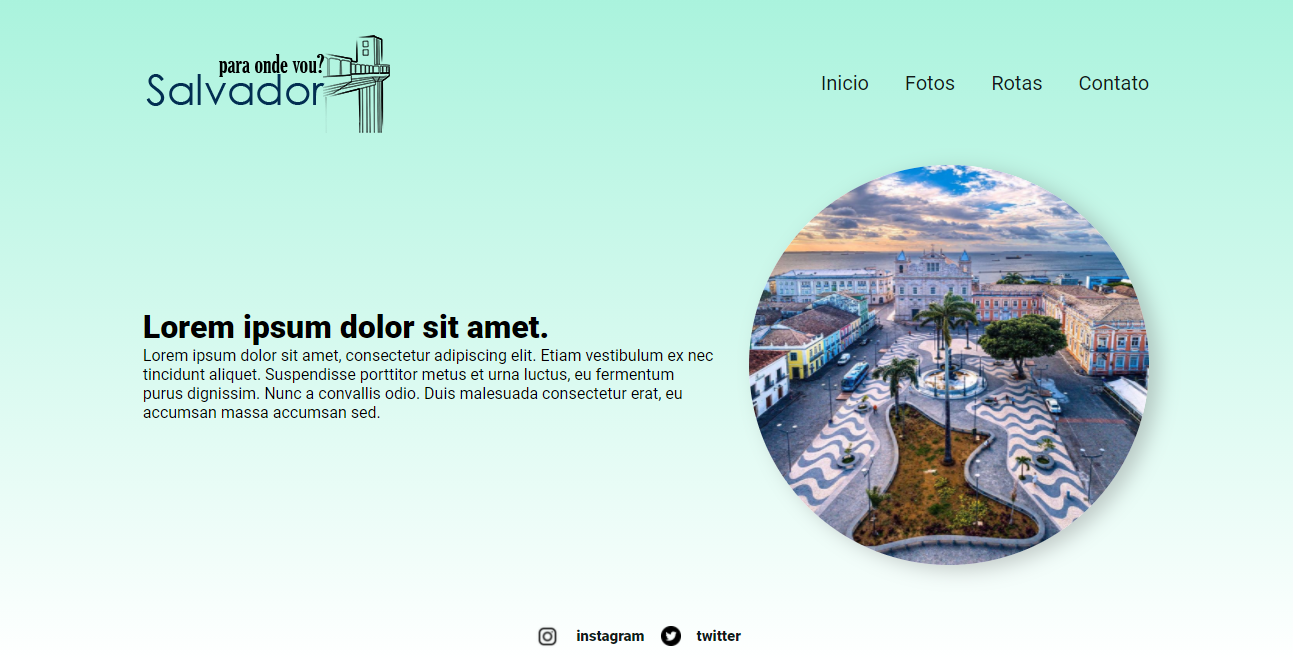 para onde vou?
Salvador
Inicio Fotos Rotas Contato
Lorem ipsum dolor sit amet.
Lorem ipsum dolor sit amet, consectetur adipiscing elit. Etiam vestibulum ex nec
tincidunt aliquet. Suspendisse porttitor metus et urna luctus, eu fermentum
purus dignissim. Nunc a convallis odio. Duis malesuada consectetur erat, eu
accumsan massa accumsan sed.
instagram twitter